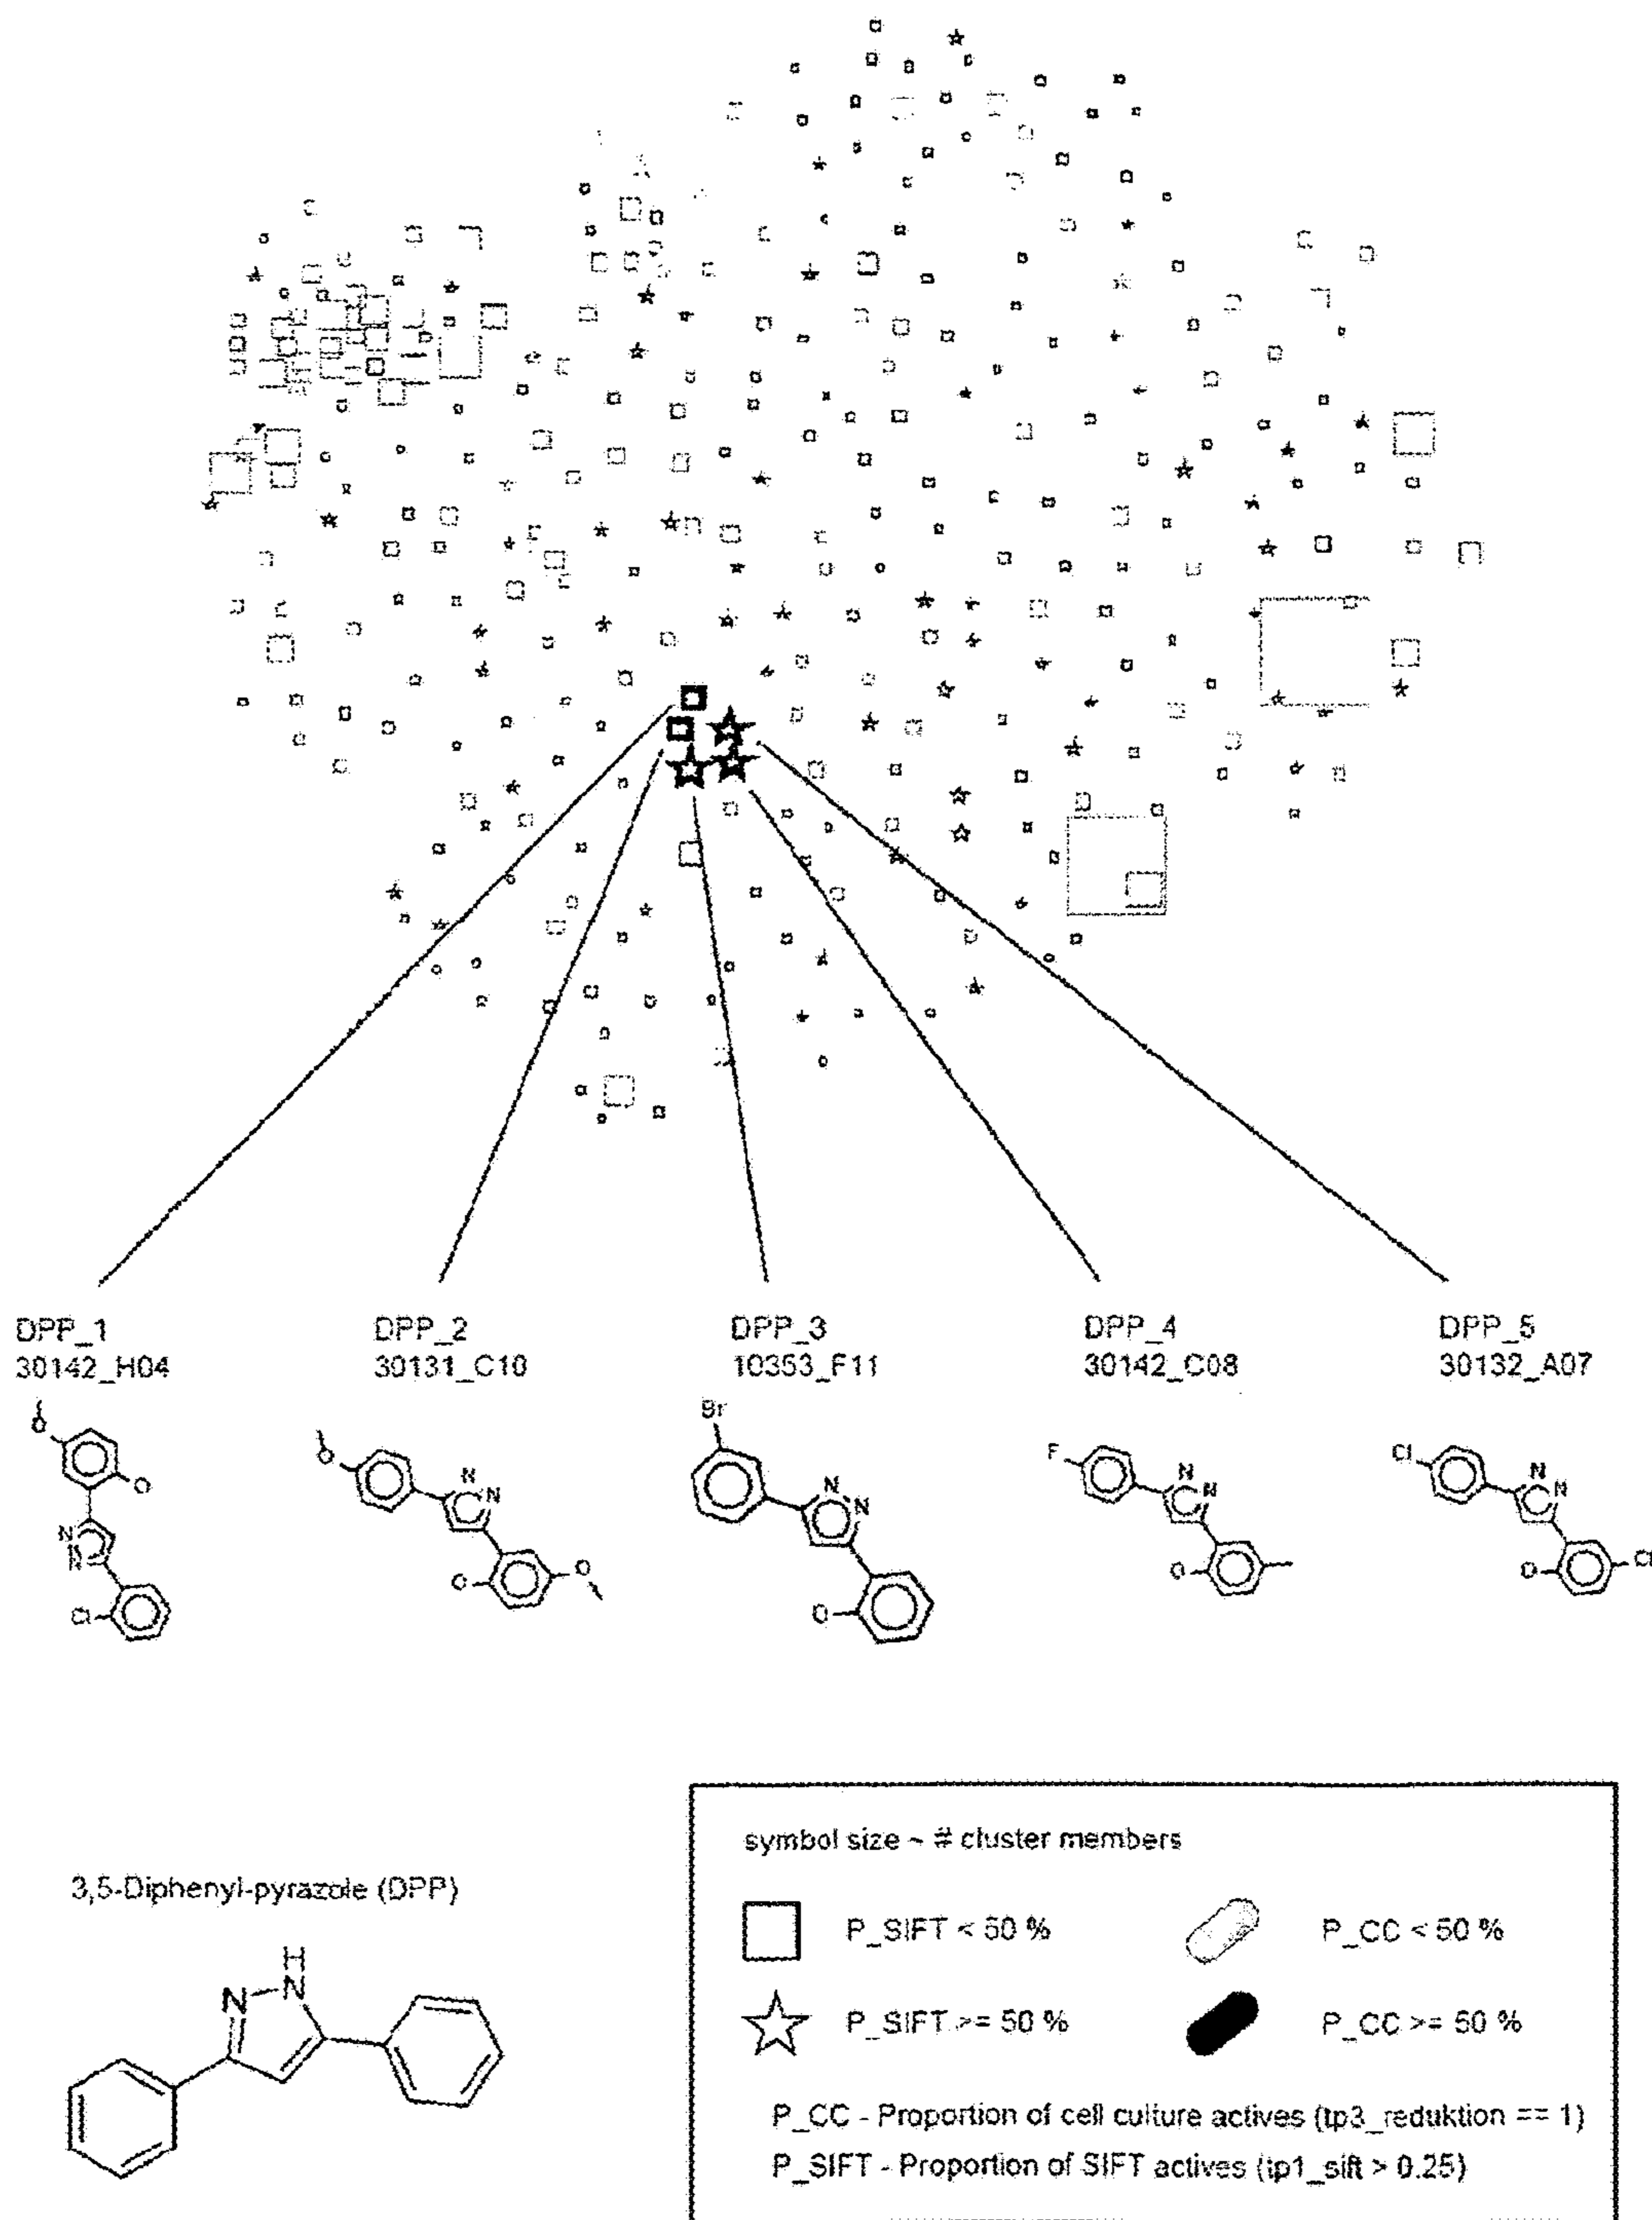 DPP_1
30142_H04
DPP_2
30131_C10
DPP_3
10353_F11
DPP_4
30142_C08
DPP_5
30132_A07
O
O
N
N
Cl
O
N
N
O
O
Br
N
N
O
F
N
N
O
Cl
N
N
O
Cl
3,5-Diphenyl-pyrazole (DPP)
H
N
N
symbol size ~ # cluster members
P_SIFT < 50 %
P_CC < 50 %
P_SIFT >= 50 %
P_CC >= 50 %
P_CC - Proportion of cell culture actives (tp3_reduktion == 1)
P_SIFT - Proportion of SIFT actives (tp1_sift > 0.25)